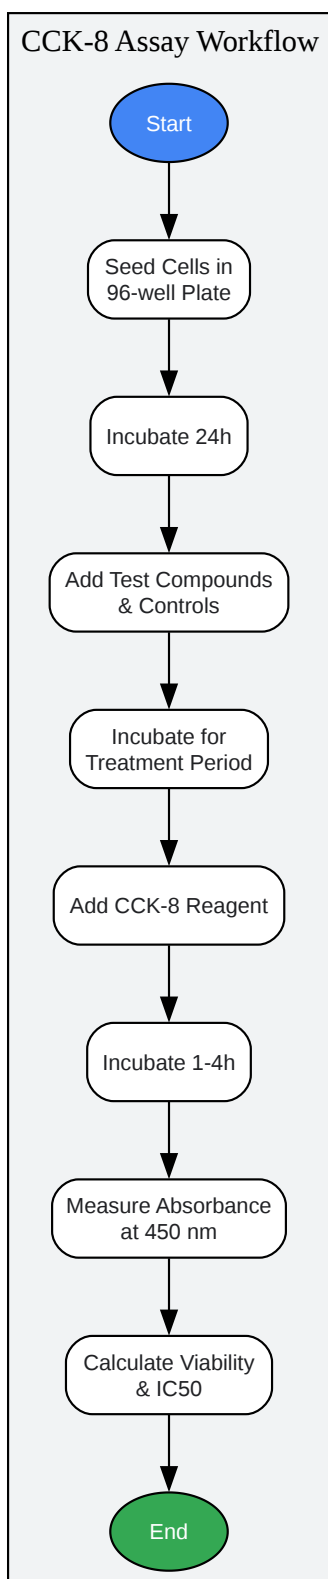 CCK-8 Assay Workflow
Start
Seed Cells in
96-well Plate
Incubate 24h
Add Test Compounds
& Controls
Incubate for
Treatment Period
Add CCK-8 Reagent
Incubate 1-4h
Measure Absorbance
at 450 nm
Calculate Viability
& IC50
End